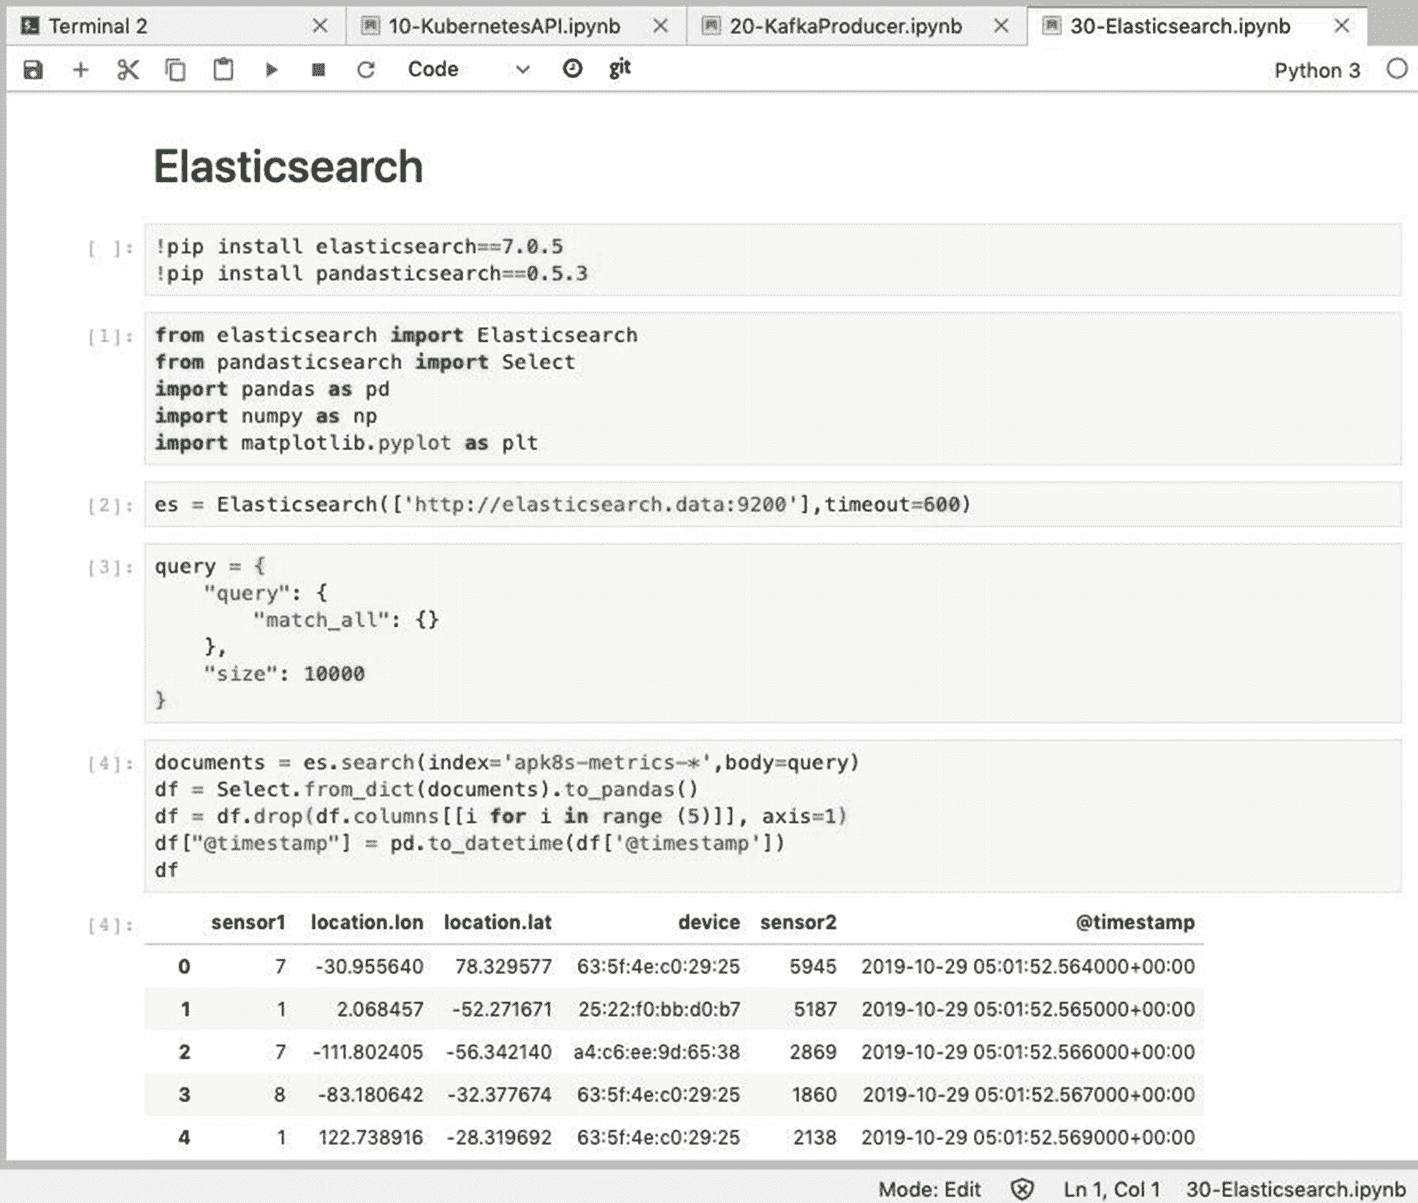 Terminal 2
10-KubernetesAPI.ipynb
20-KafkaProducer.ipynb
30-Elasticsearch.ipynb
Code
git
Python 3
Elasticsearch
[ ]:
!pip install elasticsearch==7.0.5
!pip install pandasticsearch==0.5.3
[1]:
from elasticsearch import Elasticsearch
from pandasticsearch import Select
import pandas as pd
import numpy as np
import matplotlib.pyplot as plt
[2]:
es = Elasticsearch(['http://elasticsearch.data:9200'],timeout=600)
[3]:
query = {
    "query": {
        "match_all": {}
    },
    "size": 10000
}
[4]:
documents = es.search(index='apk8s-metrics-*',body=query)
df = Select.from_dict(documents).to_pandas()
df = df.drop(df.columns[[i for i in range (5)]], axis=1)
df["@timestamp"] = pd.to_datetime(df['@timestamp'])
df
[4]:
sensor1 location.lon location.lat device sensor2 @timestamp
0 7 -30.955640 78.329577 63:5f:4e:c0:29:25 5945 2019-10-29 05:01:52.564000+00:00
1 1 2.068457 -52.271671 25:22:f0:bb:d0:b7 5187 2019-10-29 05:01:52.565000+00:00
2 7 -111.802405 -56.342140 a4:c6:ee:9d:65:38 2869 2019-10-29 05:01:52.566000+00:00
3 8 -83.180642 -32.377674 63:5f:4e:c0:29:25 1860 2019-10-29 05:01:52.567000+00:00
4 1 122.738916 -28.319692 63:5f:4e:c0:29:25 2138 2019-10-29 05:01:52.569000+00:00
Mode: Edit
Ln 1, Col 1
30-Elasticsearch.ipynb